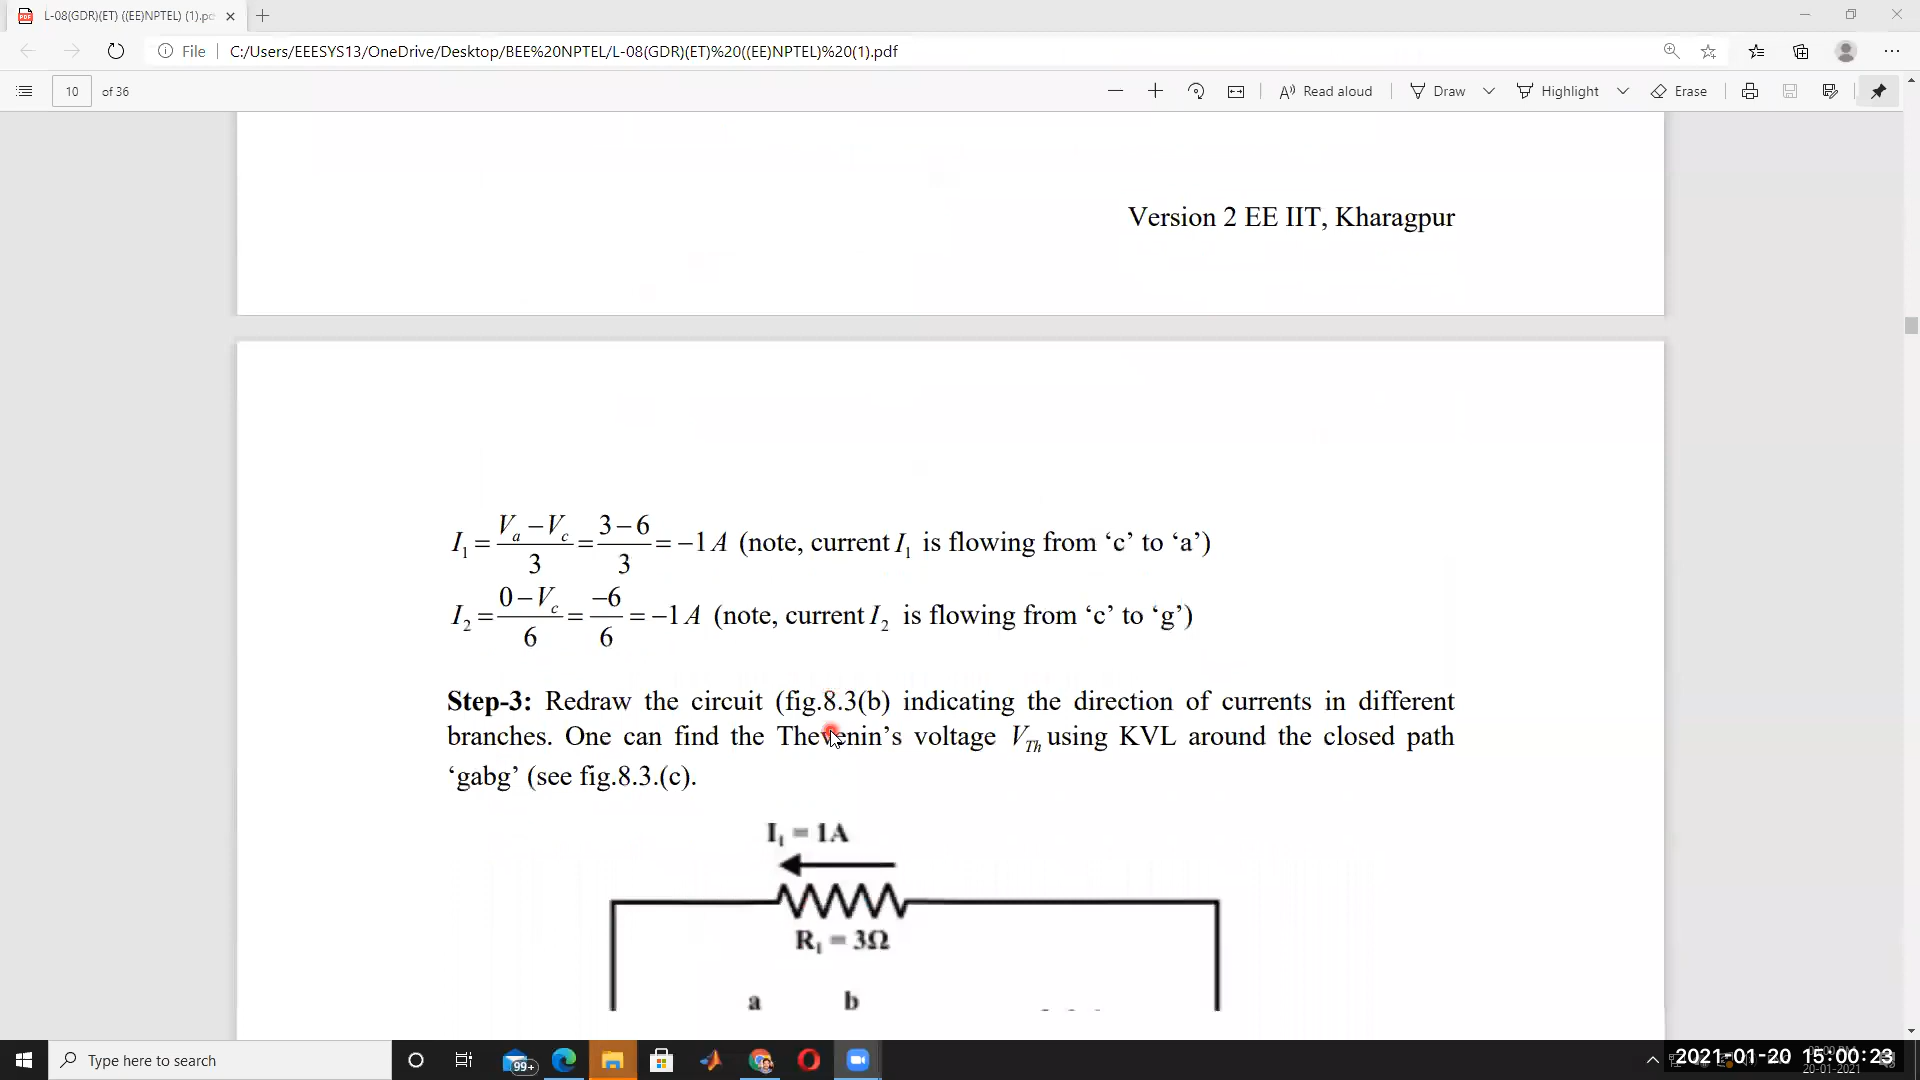 L-08(GDR)(ET) ((EE)NPTEL) (1).pd
File C:/Users/EEESYS13/OneDrive/Desktop/BEE%20NPTEL/L-08(GDR)(ET)%20((EE)NPTEL)%20(1).pdf
10 of 36 Read aloud Draw Highlight Erase
Version 2 EE IIT, Kharagpur
I₁ = (Vₐ − V_c)/3 = (3 − 6)/3 = −1 A (note, current I₁ is flowing from ‘c’ to ‘a’)
I₂ = (0 − V_c)/6 = −6/6 = −1 A (note, current I₂ is flowing from ‘c’ to ‘g’)
Step-3: Redraw the circuit (fig.8.3(b) indicating the direction of currents in different
branches. One can find the Thevenin’s voltage V_Th using KVL around the closed path
‘gabg’ (see fig.8.3.(c).
I₁ = 1A
R₁ = 3Ω
a b
Type here to search
99+
2021-01-20 15:00:23
20-01-2021